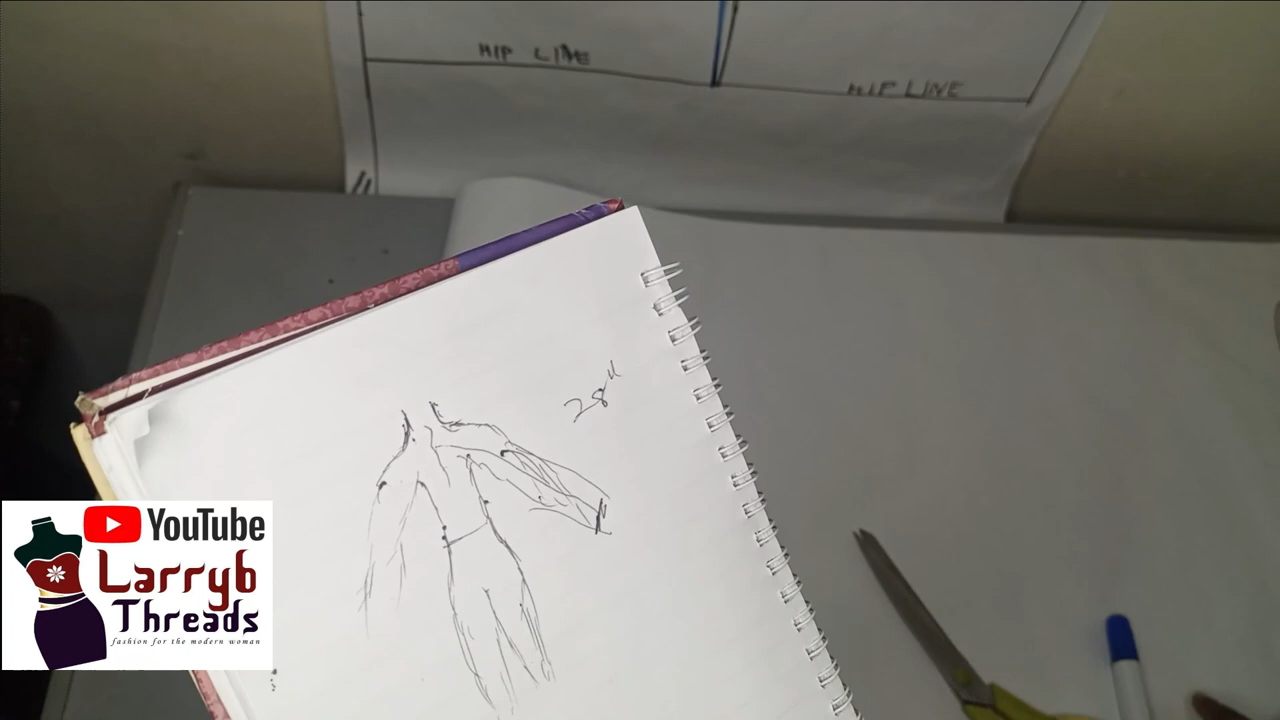 HIP LINE
HIP LINE
28"
YouTube
Larryb
Threads
fashion for the modern woman